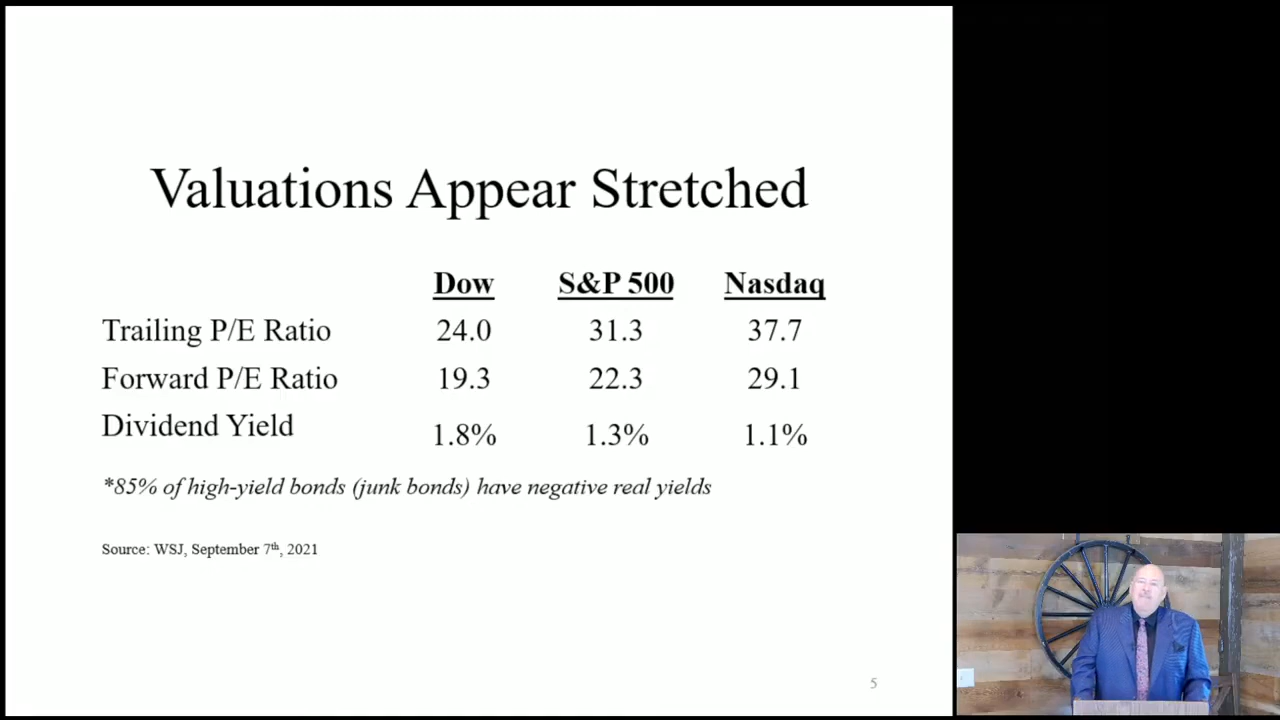 Valuations Appear Stretched
Dow S&P 500 Nasdaq
Trailing P/E Ratio 24.0 31.3 37.7
Forward P/E Ratio 19.3 22.3 29.1
Dividend Yield 1.8% 1.3% 1.1%
*85% of high-yield bonds (junk bonds) have negative real yields
Source: WSJ, September 7th, 2021
5